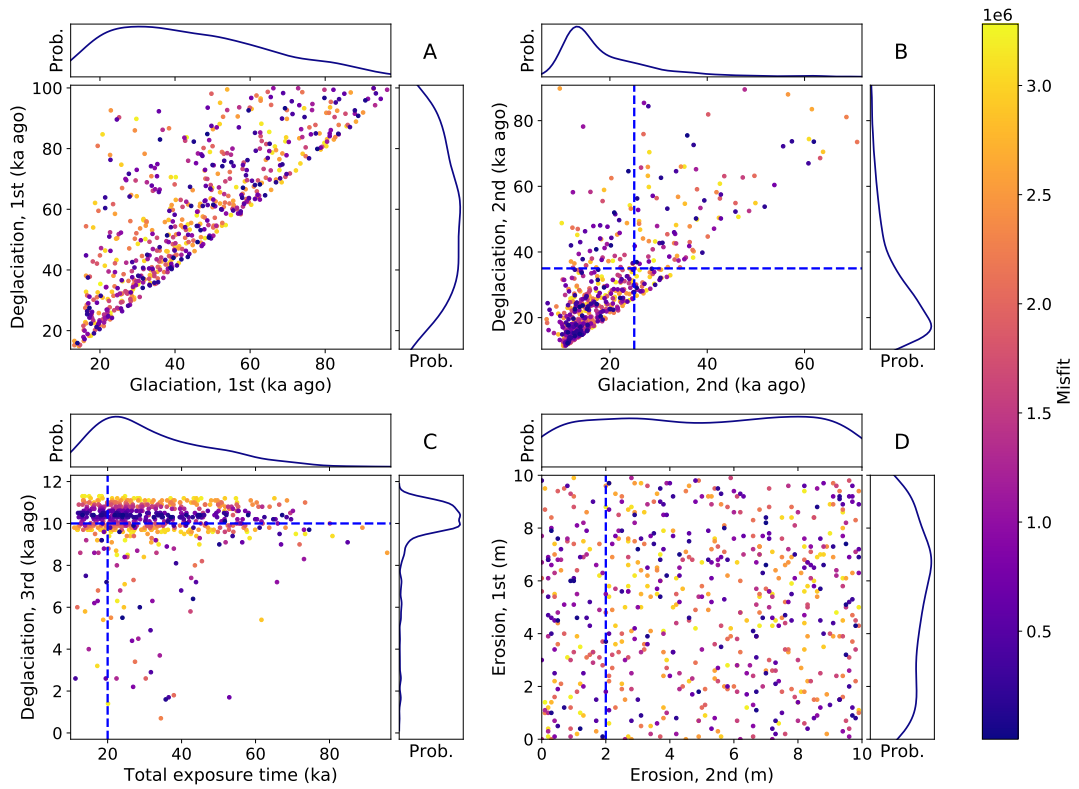 Prob.
A
Deglaciation, 1st (ka ago)
100
80
60
40
20
20
40
60
80
Prob.
Glaciation, 1st (ka ago)
Prob.
B
Deglaciation, 2nd (ka ago)
80
60
40
20
20
40
60
Prob.
Glaciation, 2nd (ka ago)
Prob.
C
Deglaciation, 3rd (ka ago)
12
10
8
6
4
2
0
20
40
60
80
Prob.
Total exposure time (ka)
Prob.
D
Erosion, 1st (m)
10
8
6
4
2
0
0
2
4
6
8
10
Prob.
Erosion, 2nd (m)
1e6
3.0
2.5
2.0
1.5
1.0
0.5
Misfit